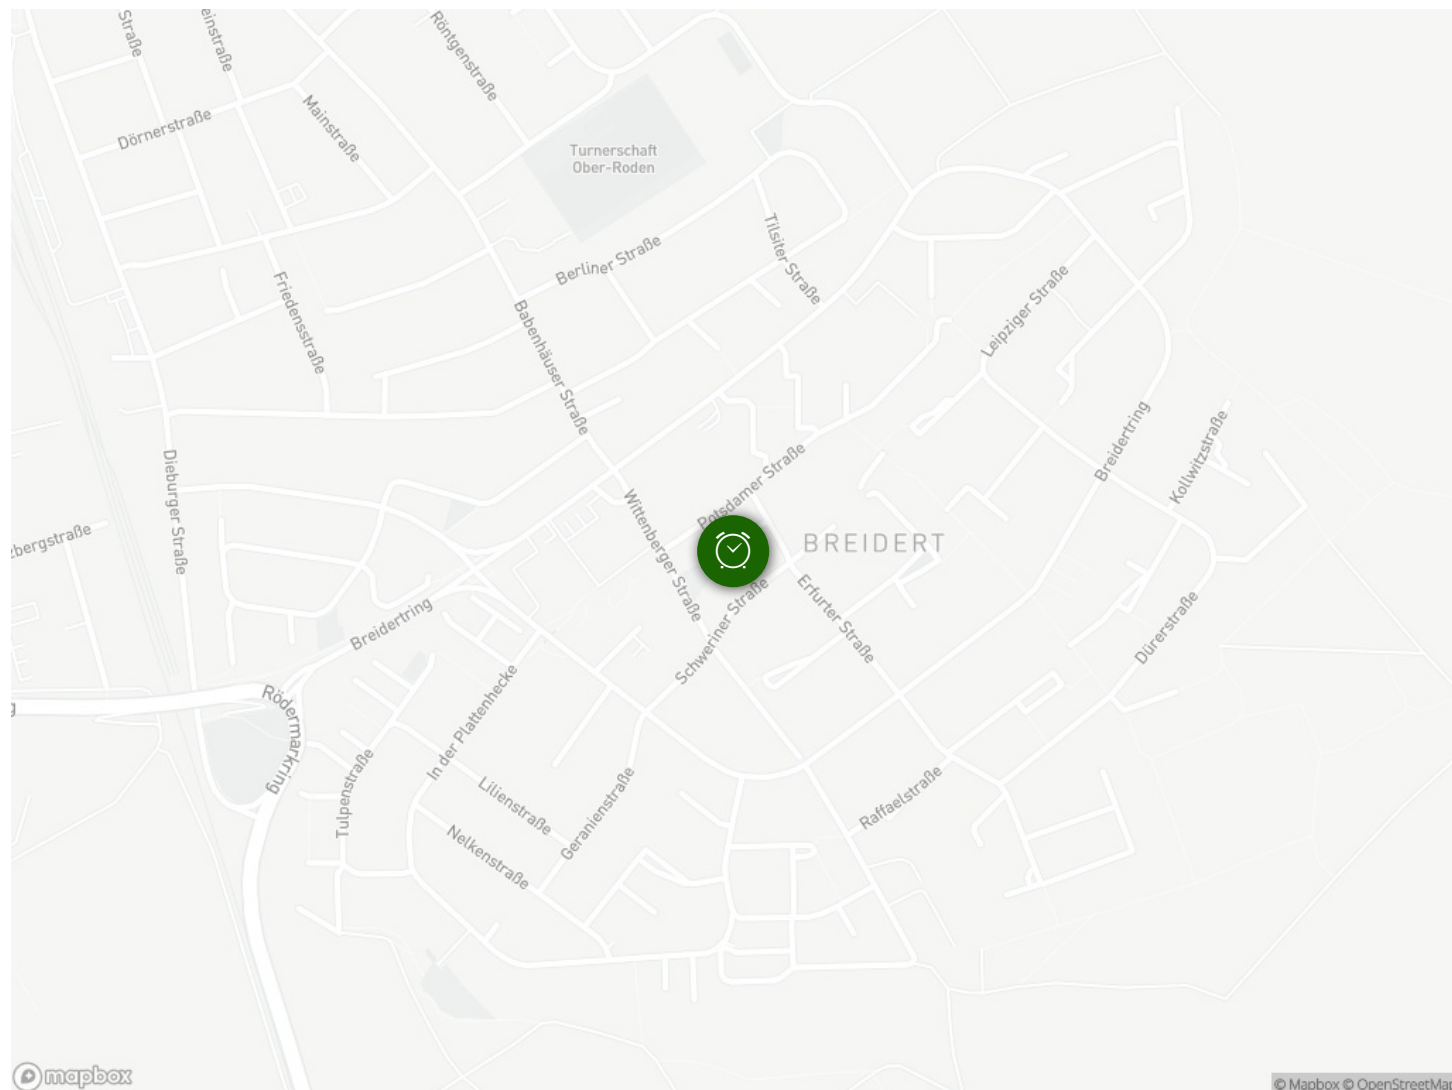 Straße
einstraße
Röntgenstraße
Dörnerstraße
Mainstraße
Turnerschaft
Ober-Roden
Tilsiter Straße
Berliner Straße
Friedensstraße
Leipziger Straße
Babenhäuser Straße
Breidertring
Kollwitzstraße
Dieburger Straße
Potsdamer Straße
Wittenberger Straße
zbergstraße
BREIDERT
Erfurter Straße
Schweriner Straße
Breidertring
Dürerstraße
In der Plattenhecke
Rödermarkring
g
Tulpenstraße
Lilienstraße
Geranienstraße
Raffaelstraße
Nelkenstraße
mapbox
© Mapbox © OpenStreetMa